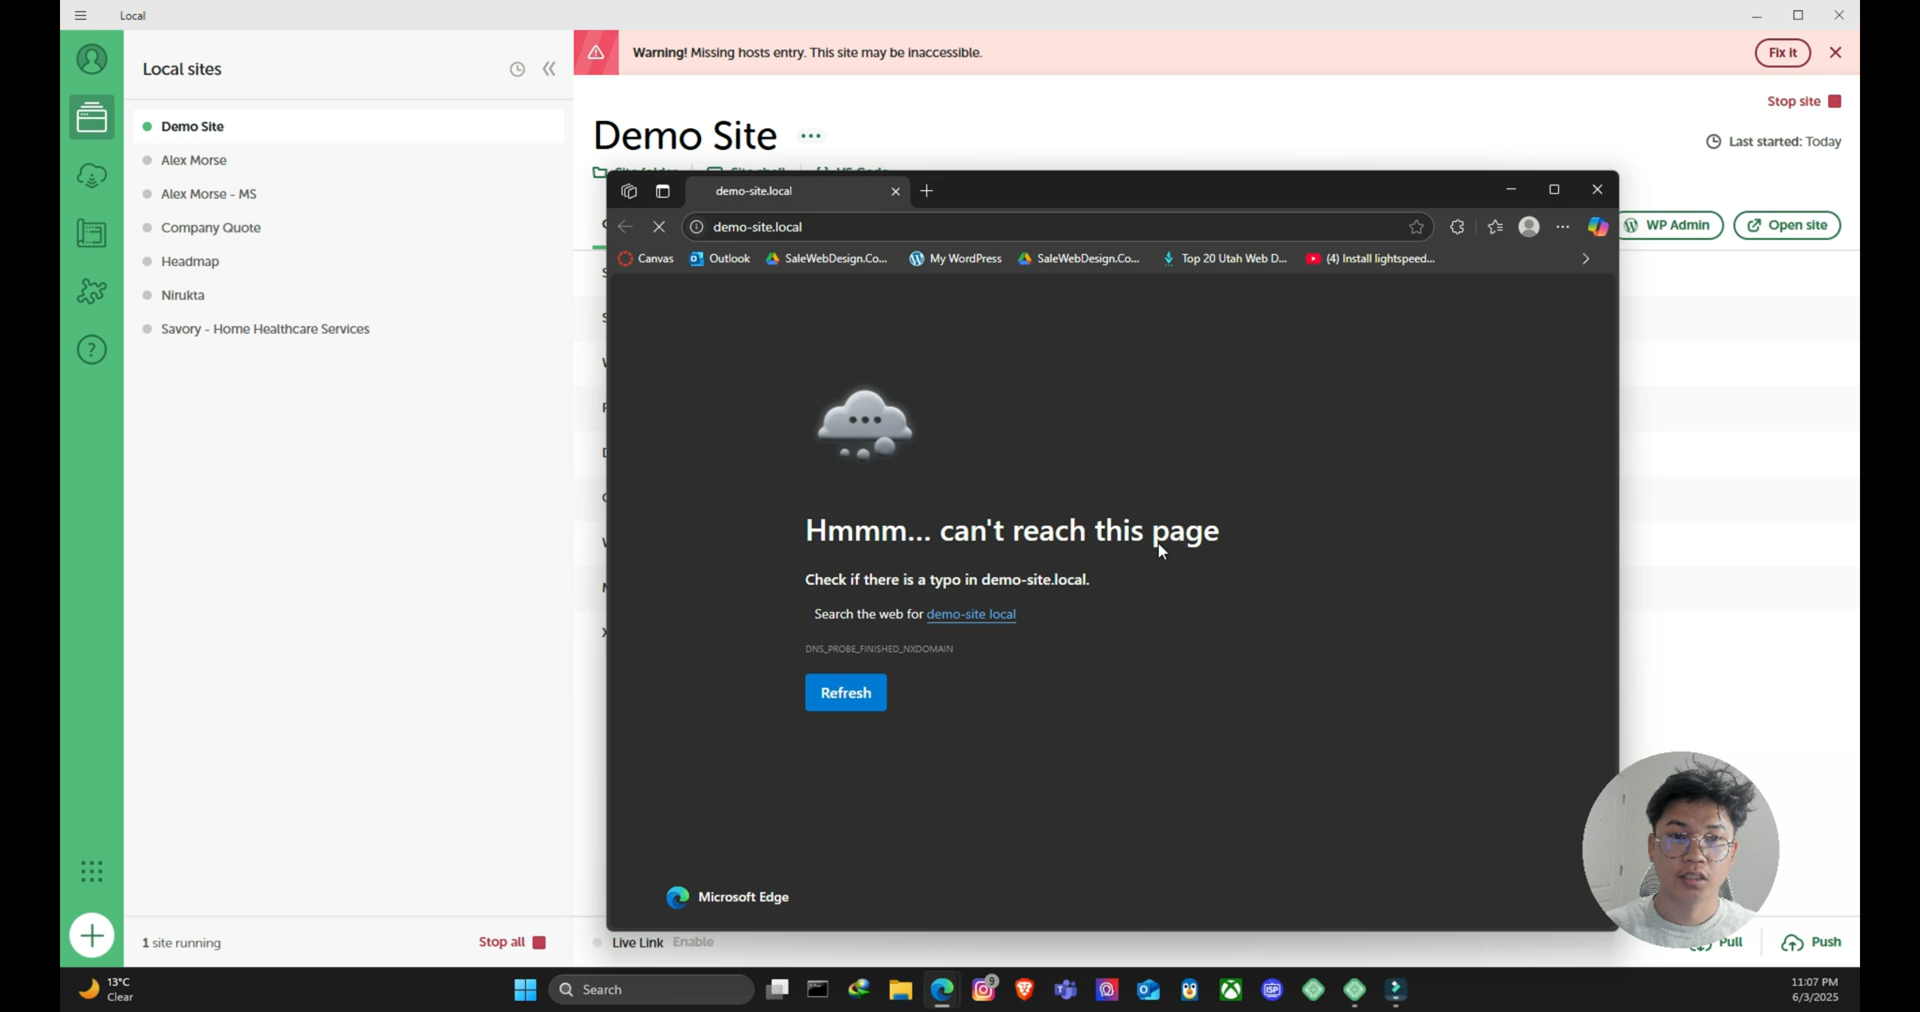 Local
Local sites
Warning! Missing hosts entry. This site may be inaccessible.
Fix it
Stop site
Demo Site
Demo Site
Last started: Today
Alex Morse
Alex Morse - MS
Company Quote
Headmap
Nirukta
Savory - Home Healthcare Services
demo-site.local
demo-site.local
WP Admin
Open site
Canvas
Outlook
SaleWebDesign.Co...
My WordPress
SaleWebDesign.Co...
Top 20 Utah Web D...
(4) Install lightspeed...
Hmmm... can't reach this page
Check if there is a typo in demo-site.local.
Search the web for demo-site local
DNS_PROBE_FINISHED_NXDOMAIN
Refresh
Microsoft Edge
1 site running
Stop all
Live Link Enable
Pull
Push
13°C
Clear
Search
9
ISP
11:07 PM
6/3/2025